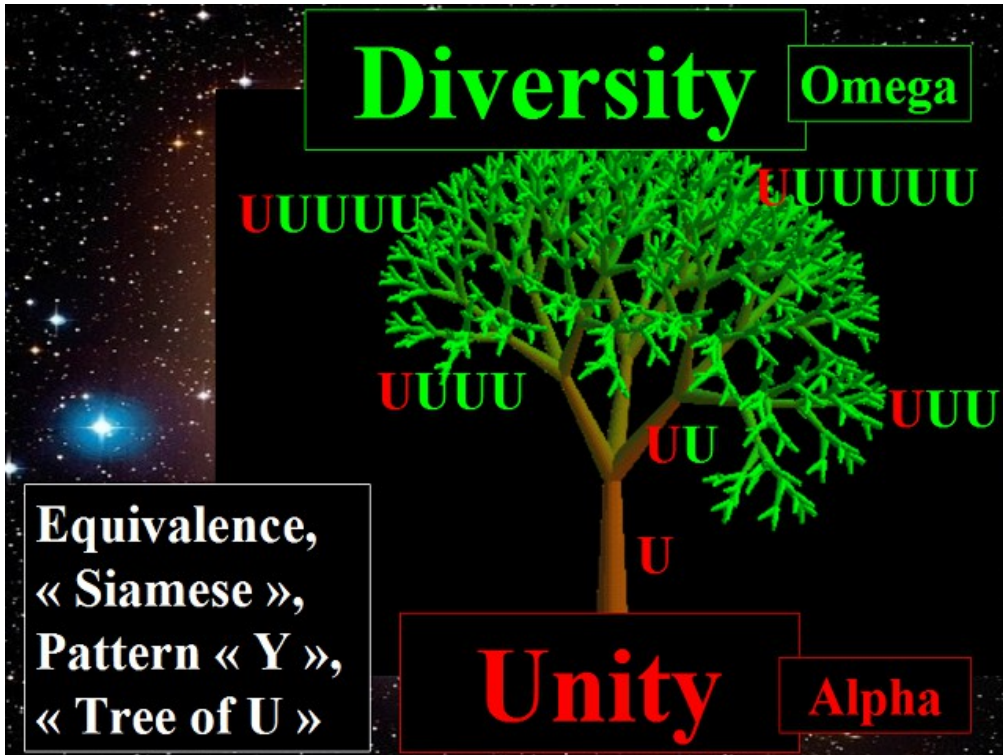 Diversity
Omega
UUUUU
UUUUUU
UUUU
UUU
UU
U
Equivalence,
« Siamese »,
Pattern « Y »,
« Tree of U »
Unity
Alpha